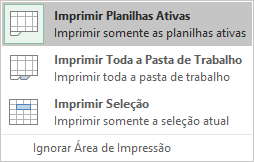 Imprimir Planilhas Ativas
Imprimir somente as planilhas ativas
Imprimir Toda a Pasta de Trabalho
Imprimir toda a pasta de trabalho
Imprimir Seleção
Imprimir somente a seleção atual
Ignorar Área de Impressão